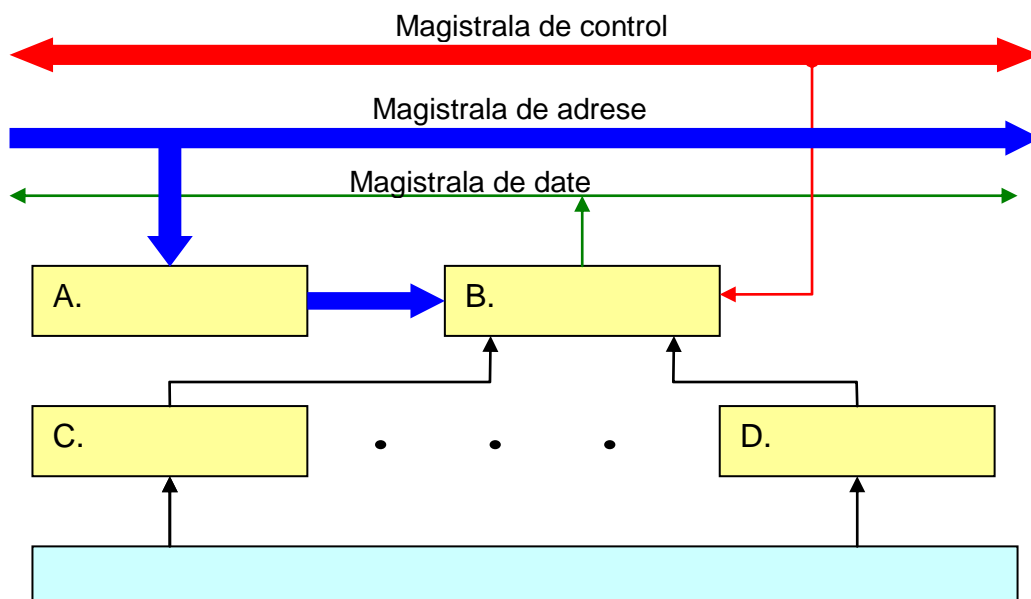 Magistrala de control
Magistrala de adrese
Magistrala de date
A.
B.
C.
D.